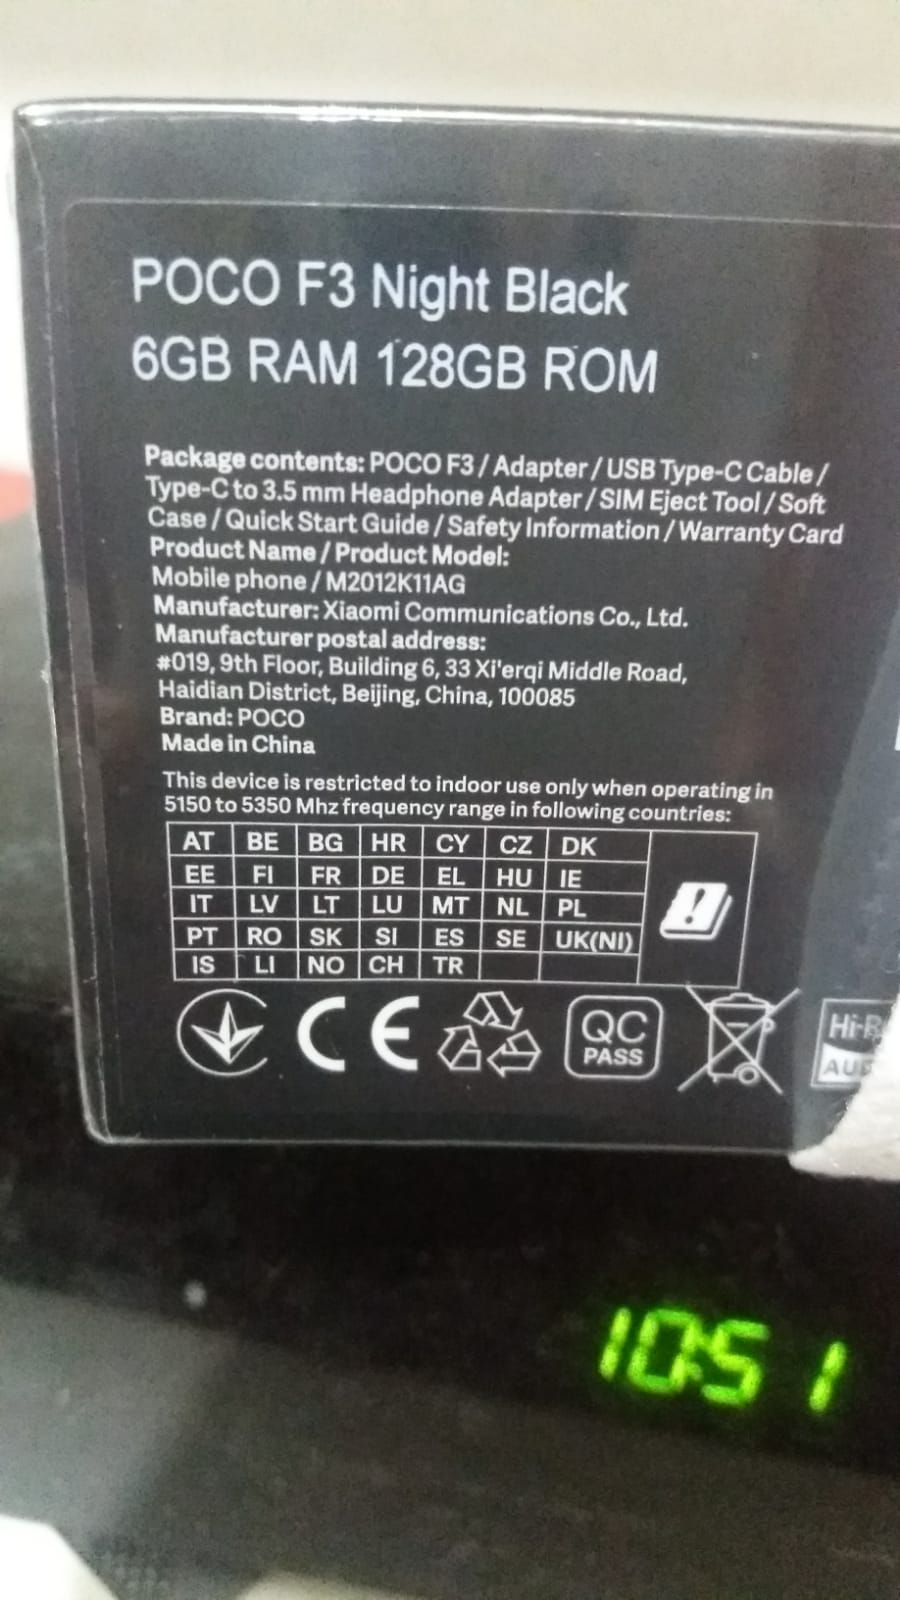 POCO F3 Night Black
6GB RAM 128GB ROM
Package contents: POCO F3 / Adapter / USB Type-C Cable /
Type-C to 3.5 mm Headphone Adapter / SIM Eject Tool / Soft
Case / Quick Start Guide / Safety Information / Warranty Card
Product Name / Product Model:
Mobile phone / M2012K11AG
Manufacturer: Xiaomi Communications Co., Ltd.
Manufacturer postal address:
#019, 9th Floor, Building 6, 33 Xi'erqi Middle Road,
Haidian District, Beijing, China, 100085
Brand: POCO
Made in China
This device is restricted to indoor use only when operating in
5150 to 5350 Mhz frequency range in following countries:
AT BE BG HR CY CZ DK
EE FI FR DE EL HU IE
IT LV LT LU MT NL PL
PT RO SK SI ES SE UK(NI)
IS LI NO CH TR
CE
QC
PASS
10:51